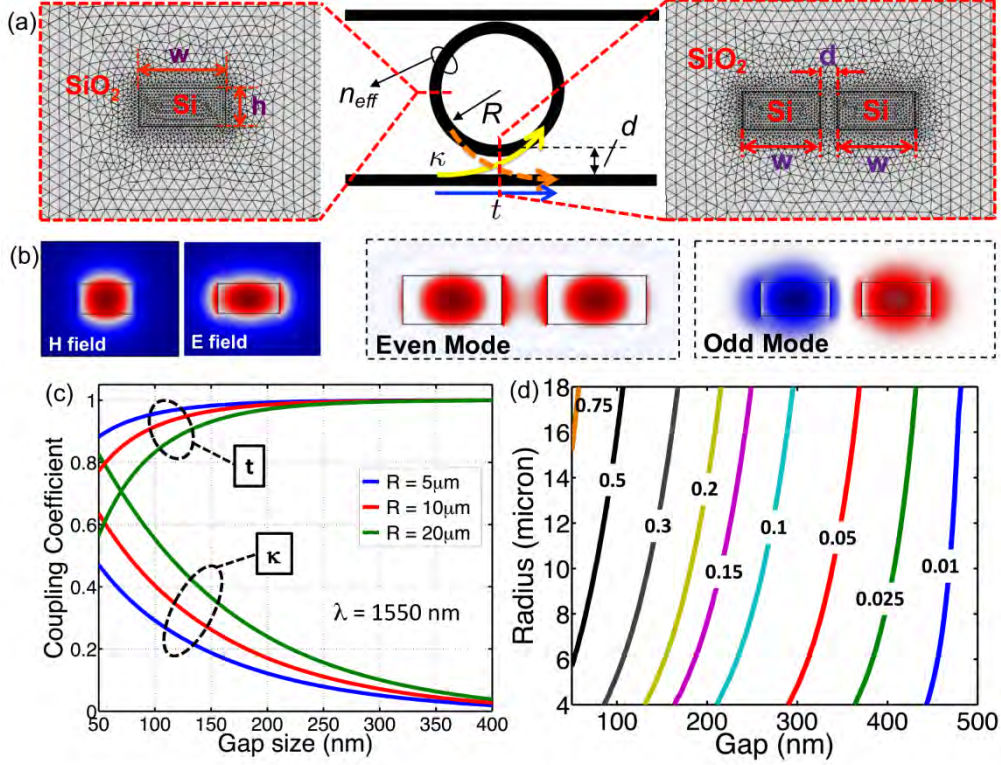 (a)
SiO2
w
Si
h
neff
R
κ
d
t
SiO2
d
Si
Si
w
w
(b)
H field
E field
Even Mode
Odd Mode
(c)
Coupling Coefficient
1
0.8
0.6
0.4
0.2
50
100
150
200
250
300
350
400
Gap size (nm)
t
κ
R = 5μm
R = 10μm
R = 20μm
λ = 1550 nm
(d)
Radius (micron)
18
16
14
12
10
8
6
4
100
200
300
400
500
Gap (nm)
0.75
0.5
0.3
0.2
0.15
0.1
0.05
0.025
0.01